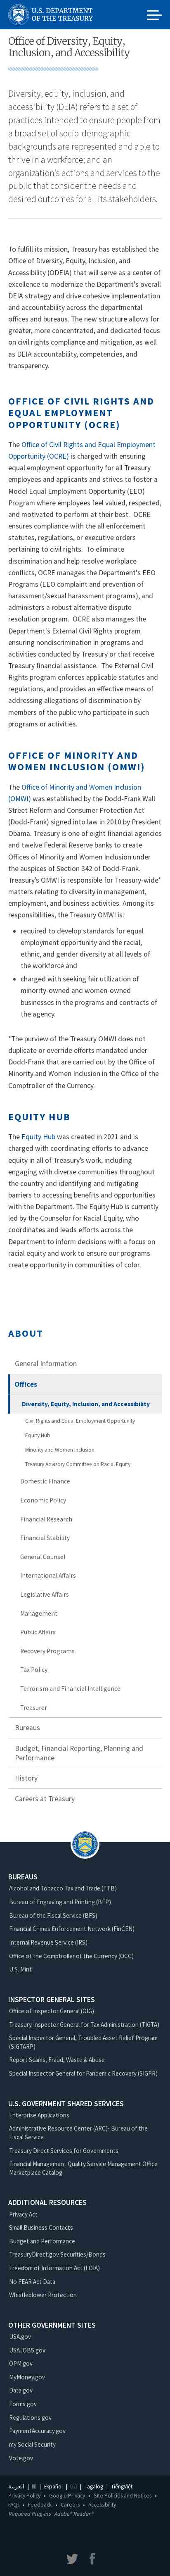 U.S. DEPARTMENT
OF THE TREASURY
Office of Diversity, Equity,
Inclusion, and Accessibility
Diversity, equity, inclusion, and
accessibility (DEIA) refers to a set of
practices intended to ensure people from
a broad set of socio-demographic
backgrounds are represented and able to
thrive in a workforce; and an
organization's actions and services to the
public that consider the needs and
desired outcomes for all its stakeholders.
To fulfill its mission, Treasury has established the
Office of Diversity, Equity, Inclusion, and
Accessibility (ODEIA) that will serve as a center of
excellence to modernize the Department's overall
DEIA strategy and drive cohesive implementation
and accountability across the departmental
offices and bureaus. The new structure allows for
greater, more concentrated, and dedicated focus
on civil rights compliance and mitigation, as well
as DEIA accountability, competencies, and
transparency.
OFFICE OF CIVIL RIGHTS AND
EQUAL EMPLOYMENT
OPPORTUNITY (OCRE)
The Office of Civil Rights and Equal Employment
Opportunity (OCRE) is charged with ensuring
equal employment opportunity for all Treasury
employees and applicants and strives to foster a
Model Equal Employment Opportunity (EEO)
Program where employees feel valued, respected,
and are protected at their best. OCRE
ensures compliance with all enforcement
statutes, regulations, or executive orders
pertaining to civil rights. To help ensure
understanding and help resolve workplace
conflicts, OCRE manages the Department's EEO
Programs (EEO complaint and prevention of
harassment/sexual harassment programs), and
administers a robust alternative dispute
resolution program. OCRE also manages the
Department's External Civil Rights program
ensuring individuals are not excluded from
participating in activities conducted by Treasury
or activities that receive Treasury federal financial
assistance. The External Civil
Rights program enforces applicable statutes and
regulations, and provides effective means of
addressing allegations of discrimination by
members of the public who participate in such
programs or activities.
OFFICE OF MINORITY AND
WOMEN INCLUSION (OMWI)
The Office of Minority and Women Inclusion
(OMWI) was established by the Dodd-Frank Wall
Street Reform and Consumer Protection Act
(Dodd-Frank) signed into law in 2010 by President
Obama. Treasury is one of eight financial agencies
and twelve Federal Reserve banks to create
Offices of Minority and Women Inclusion under
the auspices of Section 342 of Dodd-Frank.
Treasury's OMWI is responsible for Treasury-wide*
matters relating to diversity in management,
employment, and business activities. Among its
responsibilities, Treasury OMWI is:
• required to develop standards for equal
employment opportunity and the racial,
ethnic, and gender diversity at all levels of
the workforce and
• charged with seeking fair utilization of
minority-owned and women-owned
businesses in the programs and contracts of
the agency.
*The purview of the Treasury OMWI does not
duplicate or override efforts mandated under
Dodd-Frank that are carried out by the Office of
Minority and Women Inclusion in the Office of the
Comptroller of the Currency.
EQUITY HUB
The Equity Hub was created in 2021 and is
charged with coordinating efforts to advance
equity in Treasury's work, which includes
engaging with communities throughout the
country and identifying and mitigating
barriers to accessing benefits and opportunities
with the Department. The Equity Hub is currently
led by the Counselor for Racial Equity, who
coordinates and leads efforts across the
Department to inform decisions with a focus on
racial equity and work to ensure our programs
create opportunity in communities of color.
ABOUT
General Information
Offices
Diversity, Equity, Inclusion, and Accessibility
Civil Rights and Equal Employment Opportunity
Equity Hub
Minority and Women Inclusion
Treasury Advisory Committee on Racial Equity
Domestic Finance
Economic Policy
Financial Research
Financial Stability
General Counsel
International Affairs
Legislative Affairs
Management
Public Affairs
Recovery Programs
Tax Policy
Terrorism and Financial Intelligence
Treasurer
Bureaus
Budget, Financial Reporting, Planning and
Performance
History
Careers at Treasury
BUREAUS
Alcohol and Tobacco Tax and Trade (TTB)
Bureau of Engraving and Printing (BEP)
Bureau of the Fiscal Service (BFS)
Financial Crimes Enforcement Network (FinCEN)
Internal Revenue Service (IRS)
Office of the Comptroller of the Currency (OCC)
U.S. Mint
INSPECTOR GENERAL SITES
Office of Inspector General (OIG)
Treasury Inspector General for Tax Administration (TIGTA)
Special Inspector General, Troubled Asset Relief Program
(SIGTARP)
Report Scams, Fraud, Waste & Abuse
Special Inspector General for Pandemic Recovery (SIGPR)
U.S. GOVERNMENT SHARED SERVICES
Enterprise Applications
Administrative Resource Center (ARC)- Bureau of the
Fiscal Service
Treasury Direct Services for Governments
Financial Management Quality Service Management Office
Marketplace Catalog
ADDITIONAL RESOURCES
Privacy Act
Small Business Contacts
Budget and Performance
TreasuryDirect.gov Securities/Bonds
Freedom of Information Act (FOIA)
No FEAR Act Data
Whistleblower Protection
OTHER GOVERNMENT SITES
USA.gov
USAJOBS.gov
OPM.gov
MyMoney.gov
Data.gov
Forms.gov
Regulations.gov
PaymentAccuracy.gov
my Social Security
Vote.gov
العربية | | Español | | Tagalog | TiếngViệt
Privacy Policy • Google Privacy • Site Policies and Notices •
FAQs • Feedback • Careers • Accessibility
Required Plug-ins Adobe® Reader®